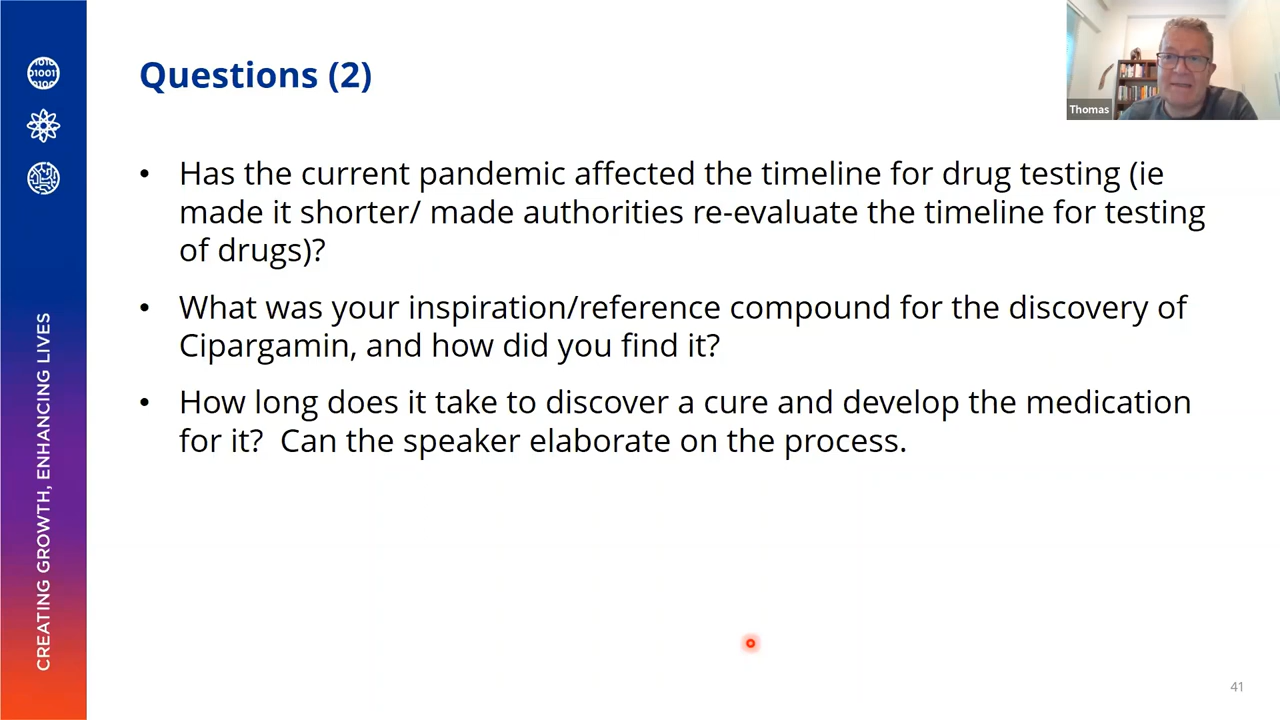 Questions (2)
Thomas
• Has the current pandemic affected the timeline for drug testing (ie
made it shorter/ made authorities re-evaluate the timeline for testing
of drugs)?
• What was your inspiration/reference compound for the discovery of
Cipargamin, and how did you find it?
• How long does it take to discover a cure and develop the medication
for it?  Can the speaker elaborate on the process.
CREATING GROWTH, ENHANCING LIVES
41